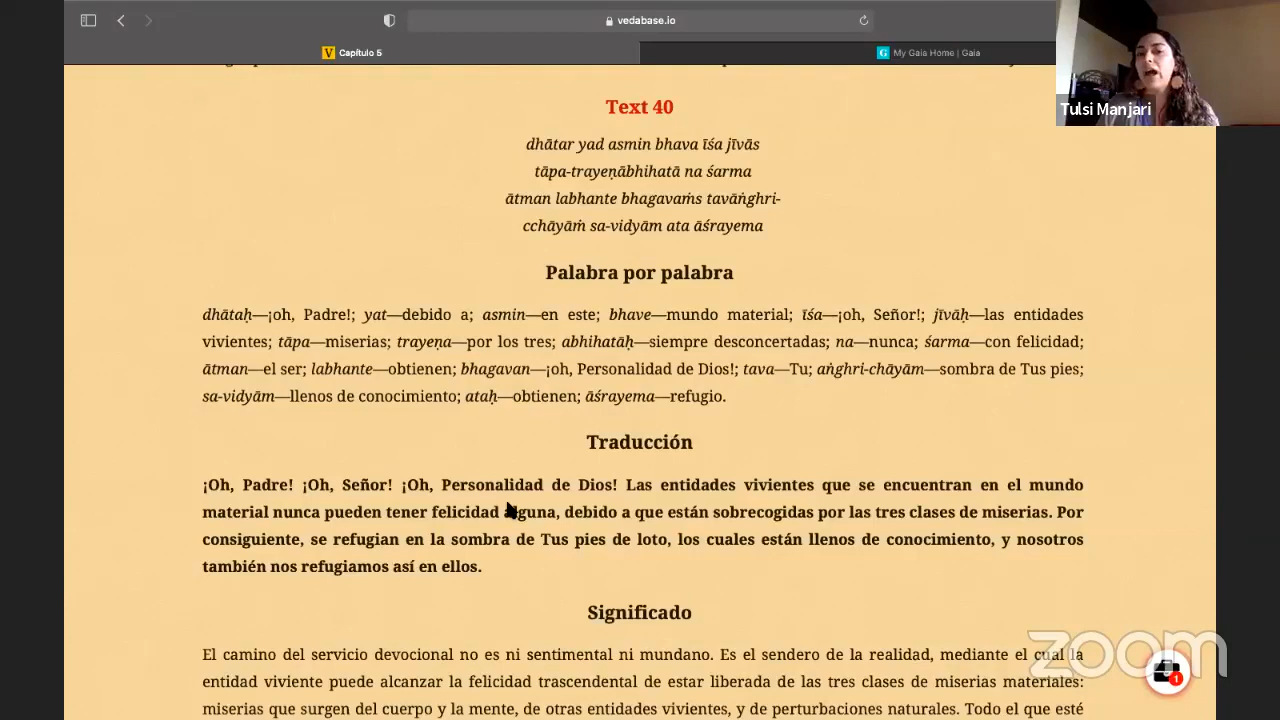 vedabase.io
V Capítulo 5
G My Gaia Home | Gaia
Tulsi Manjari
Text 40
dhātar yad asmin bhava īśa jīvās
tāpa-trayeṇābhihatā na śarma
ātman labhante bhagavaṁs tavāṅghri-
cchāyāṁ sa-vidyām ata āśrayema
Palabra por palabra
dhātaḥ—¡oh, Padre!; yat—debido a; asmin—en este; bhave—mundo material; īśa—¡oh, Señor!; jīvāḥ—las entidades
vivientes; tāpa—miserias; trayeṇa—por los tres; abhihatāḥ—siempre desconcertadas; na—nunca; śarma—con felicidad;
ātman—el ser; labhante—obtienen; bhagavan—¡oh, Personalidad de Dios!; tava—Tu; aṅghri-chāyām—sombra de Tus pies;
sa-vidyām—llenos de conocimiento; ataḥ—obtienen; āśrayema—refugio.
Traducción
¡Oh, Padre! ¡Oh, Señor! ¡Oh, Personalidad de Dios! Las entidades vivientes que se encuentran en el mundo
material nunca pueden tener felicidad alguna, debido a que están sobrecogidas por las tres clases de miserias. Por
consiguiente, se refugian en la sombra de Tus pies de loto, los cuales están llenos de conocimiento, y nosotros
también nos refugiamos así en ellos.
Significado
El camino del servicio devocional no es ni sentimental ni mundano. Es el sendero de la realidad, mediante el cual la
entidad viviente puede alcanzar la felicidad trascendental de estar liberada de las tres clases de miserias materiales:
miserias que surgen del cuerpo y la mente, de otras entidades vivientes, y de perturbaciones naturales. Todo el que esté
zoom
1